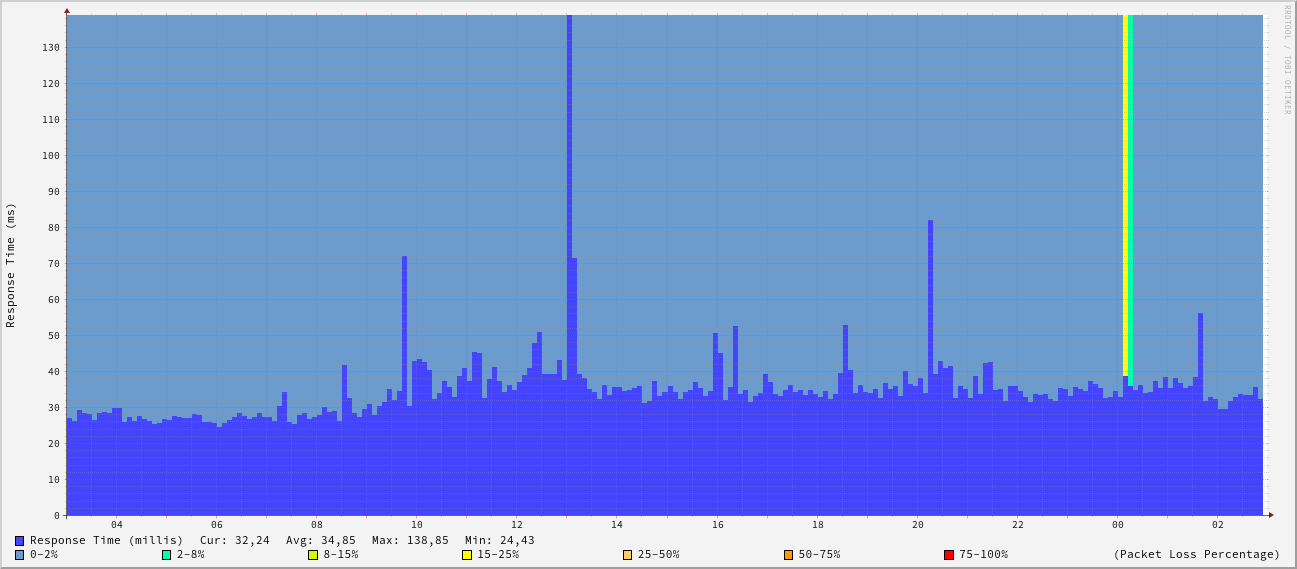 RRDTOOL / TOBI OETIKER
Response Time (ms)
130
120
110
100
90
80
70
60
50
40
30
20
10
0
04 06 08 10 12 14 16 18 20 22 00 02
Response Time (millis) Cur: 32,24 Avg: 34,85 Max: 138,85 Min: 24,43
0-2% 2-8% 8-15% 15-25% 25-50% 50-75% 75-100% (Packet Loss Percentage)